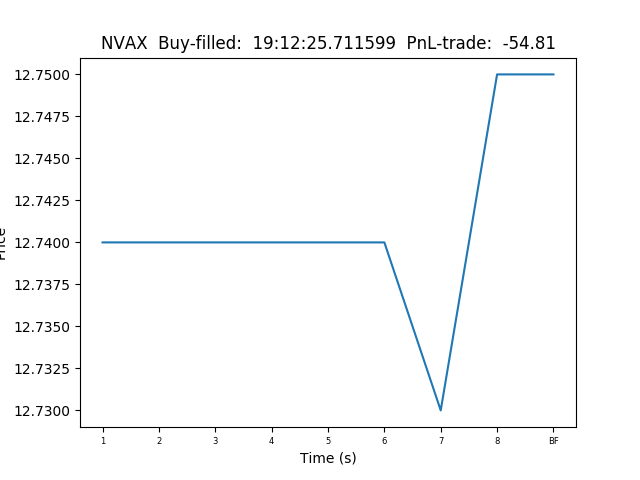 NVAX Buy-filled: 19:12:25.711599 PnL-trade: -54.81
12.7500
12.7475
12.7450
12.7425
12.7400
12.7375
12.7350
12.7325
12.7300
Price
1 2 3 4 5 6 7 8 BF
Time (s)